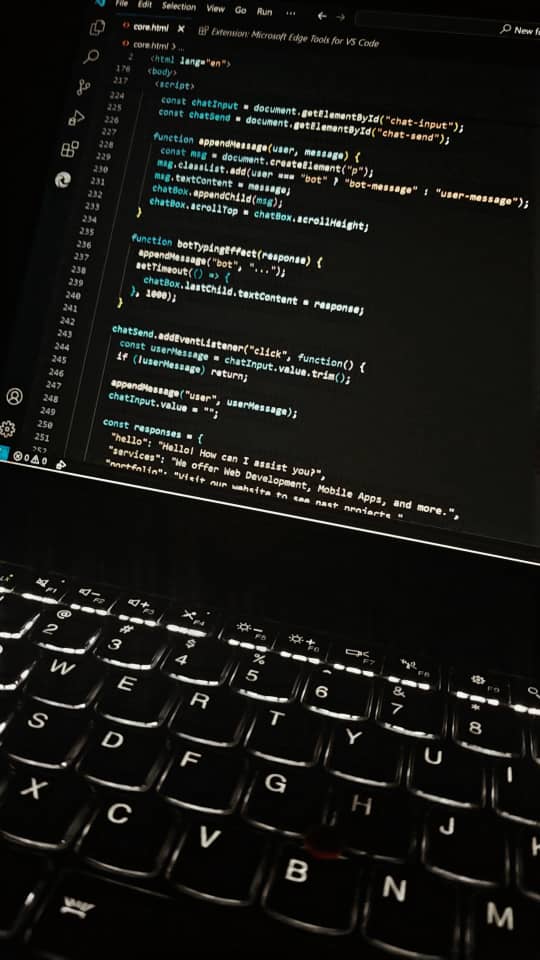 File Edit Selection View Go Run ... New f
core.html Extension: Microsoft Edge Tools for VS Code
core.html > ...
2 <html lang="en">
176 <body>
217 <script>
224 const chatInput = document.getElementById("chat-input");
225 const chatSend = document.getElementById("chat-send");
226
227 function appendMessage(user, message) {
228 const msg = document.createElement("p");
229 msg.classList.add(user === "bot" ? "bot-message" : "user-message");
230 msg.textContent = message;
231 chatBox.appendChild(msg);
232 chatBox.scrollTop = chatBox.scrollHeight;
233 }
234
235 function botTypingEffect(response) {
236 appendMessage("bot", "...");
237 setTimeout(() => {
238 chatBox.lastChild.textContent = response;
239 }, 1000);
240 }
241
242 chatSend.addEventListener("click", function() {
243 const userMessage = chatInput.value.trim();
244 if (!userMessage) return;
245
246 appendMessage("user", userMessage);
247 chatInput.value = "";
248
249 const responses = {
250 "hello": "Hello! How can I assist you?",
251 "services": "We offer Web Development, Mobile Apps, and more.",
252 "portfolio": "Visit our website to see past projects."
0 0
F1 F2 F3 F4 F5 F6 F7 F8 F9
@ # $ % ^ & *
2 3 4 5 6 7 8
W E R T Y U I
S D F G H J K
X C V B N M